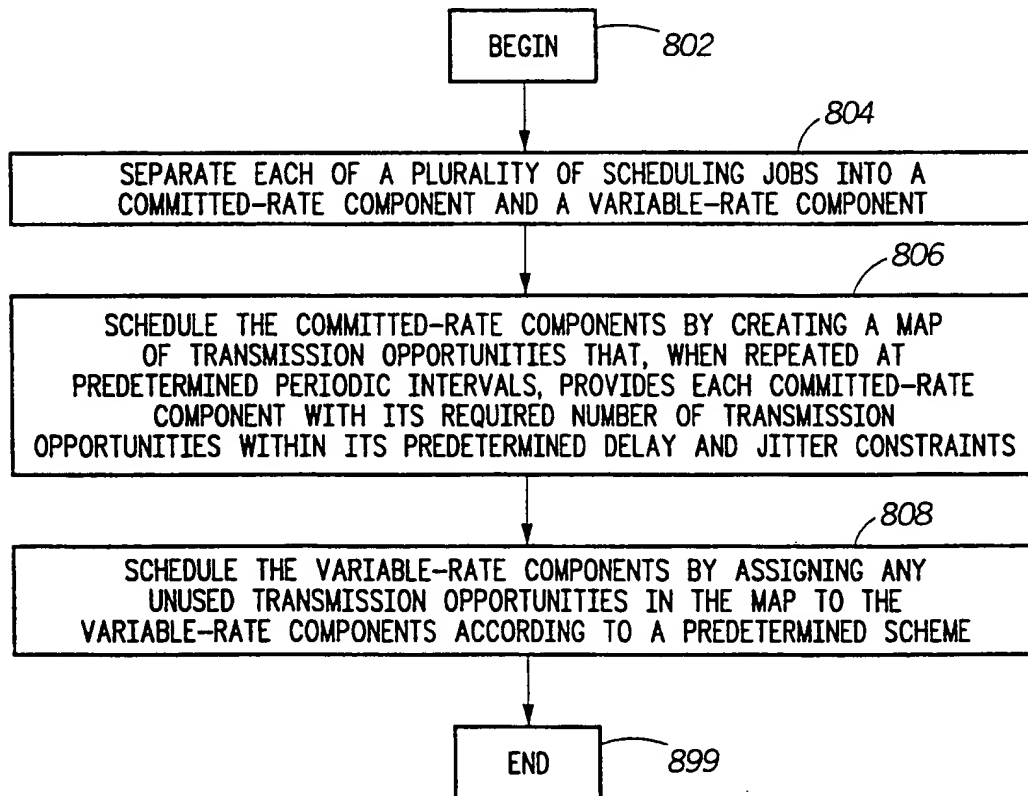 BEGIN
802
804
SEPARATE EACH OF A PLURALITY OF SCHEDULING JOBS INTO A
COMMITTED-RATE COMPONENT AND A VARIABLE-RATE COMPONENT
806
SCHEDULE THE COMMITTED-RATE COMPONENTS BY CREATING A MAP
OF TRANSMISSION OPPORTUNITIES THAT, WHEN REPEATED AT
PREDETERMINED PERIODIC INTERVALS, PROVIDES EACH COMMITTED-RATE
COMPONENT WITH ITS REQUIRED NUMBER OF TRANSMISSION
OPPORTUNITIES WITHIN ITS PREDETERMINED DELAY AND JITTER CONSTRAINTS
808
SCHEDULE THE VARIABLE-RATE COMPONENTS BY ASSIGNING ANY
UNUSED TRANSMISSION OPPORTUNITIES IN THE MAP TO THE
VARIABLE-RATE COMPONENTS ACCORDING TO A PREDETERMINED SCHEME
END
899